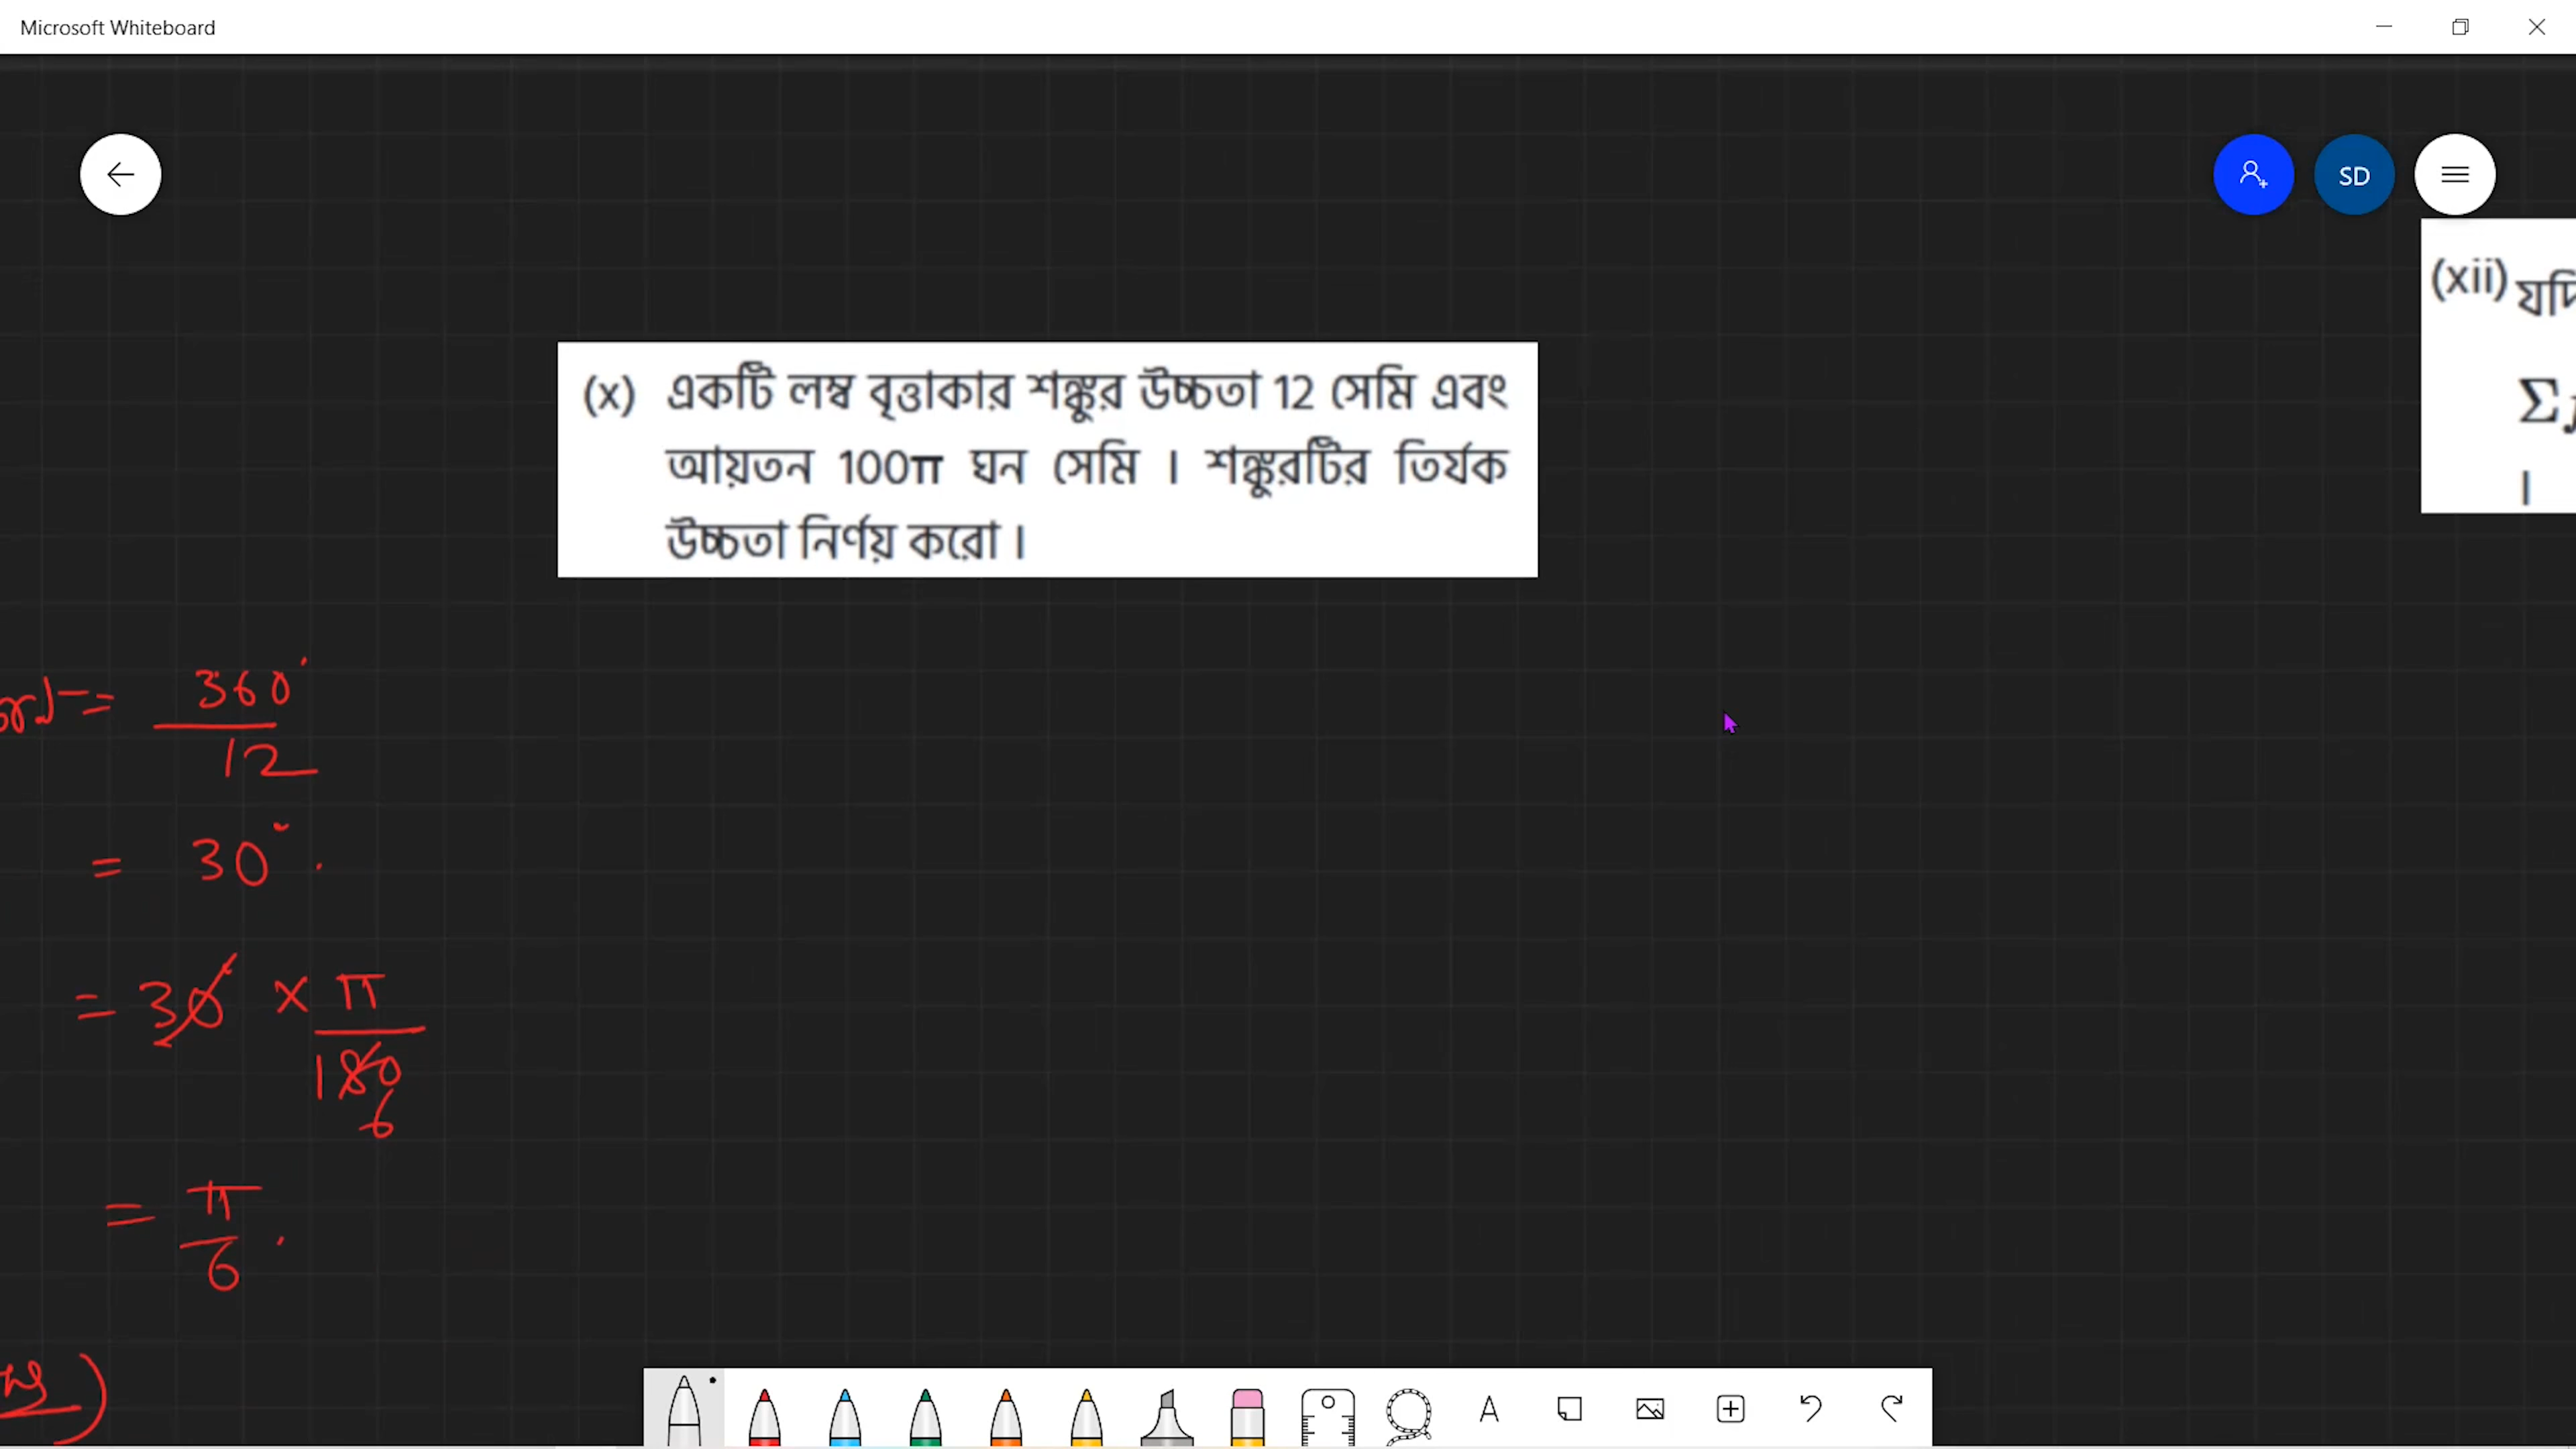 Microsoft Whiteboard
SD
(x) একটি লম্ব বৃত্তাকার শঙ্কুর উচ্চতা 12 সেমি এবং
আয়তন 100π ঘন সেমি । শঙ্কুরটির তির্যক
উচ্চতা নির্ণয় করো ।
(xii)
Σ
।
= 360°
12
= 30° .
= 30 × π
180
6
= π
6 .
A